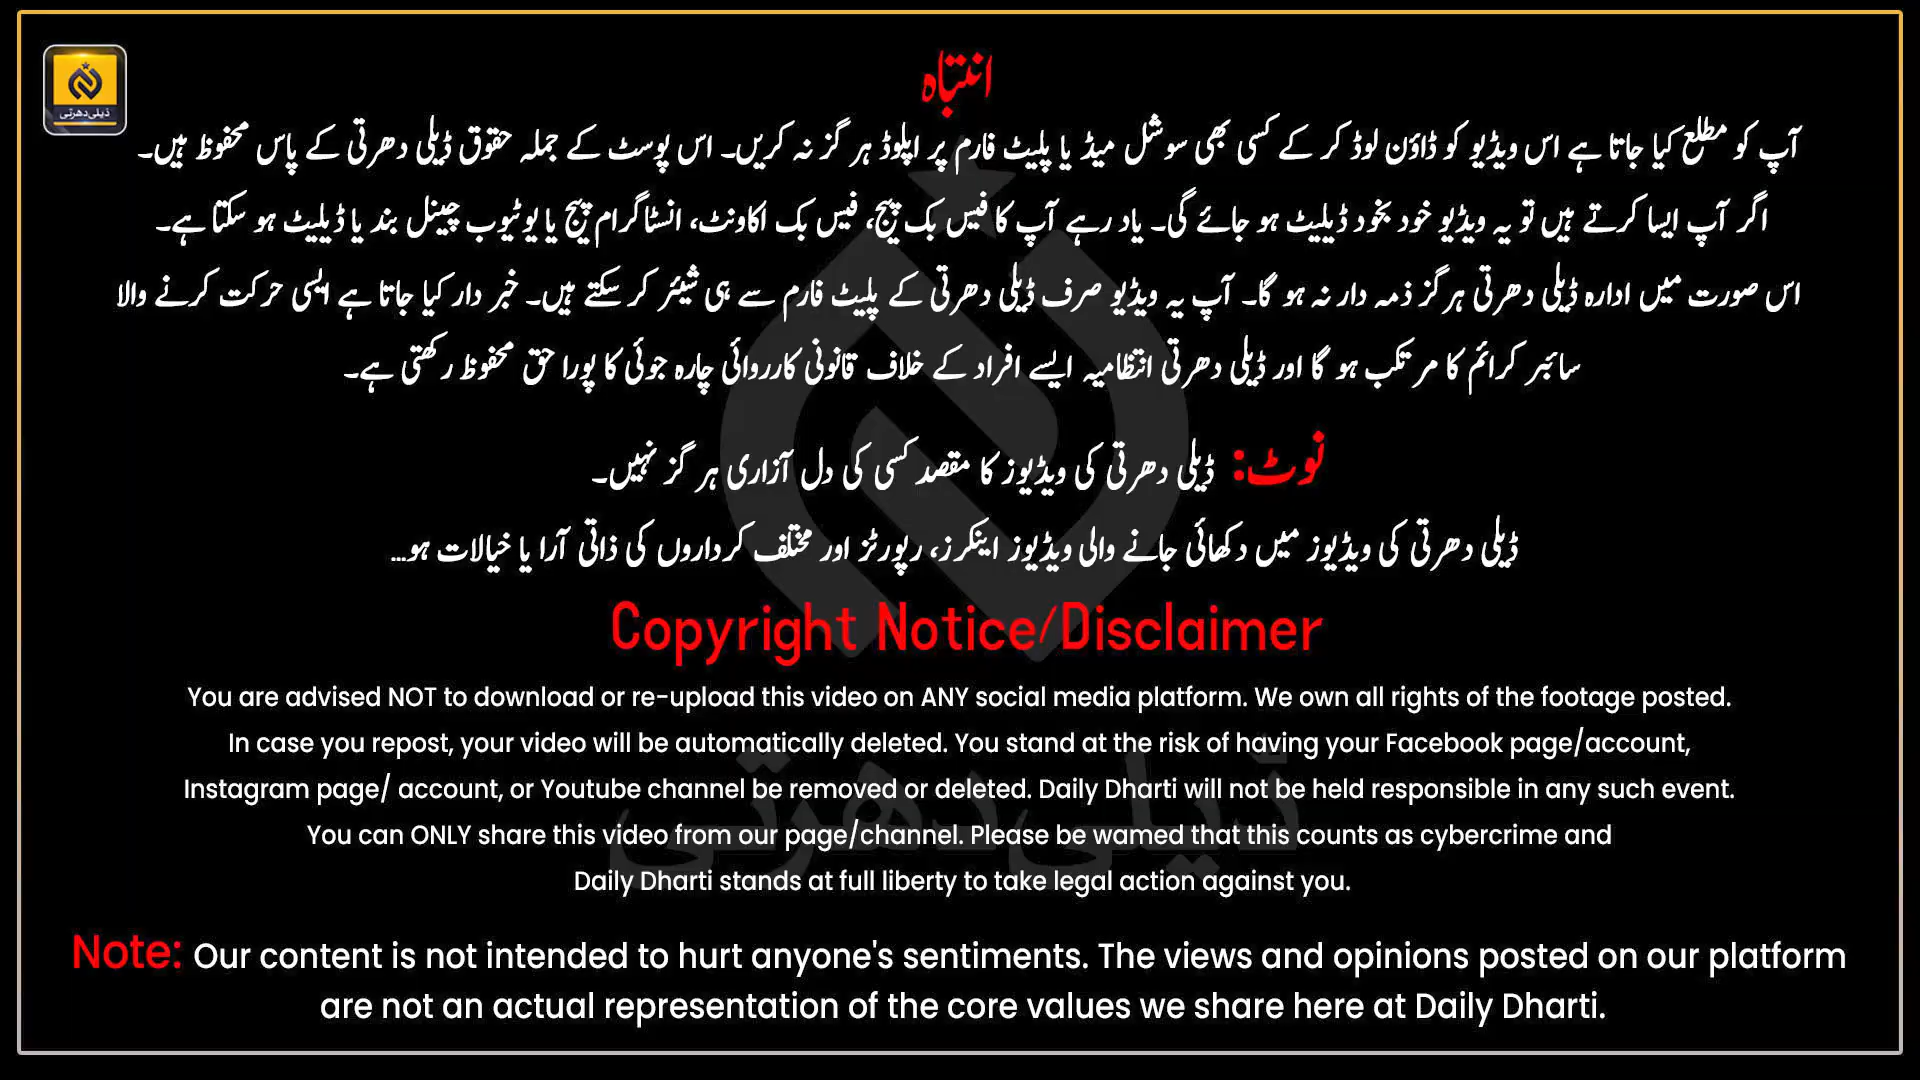 ڈیلی دھرتی
انتباہ
آپ کو مطلع کیا جاتا ہے اس ویڈیو کو ڈاؤن لوڈ کر کے کسی بھی سوشل میڈ یا پلیٹ فارم پر اپلوڈ ہر گز نہ کریں۔ اس پوسٹ کے جملہ حقوق ڈیلی دھرتی کے پاس محفوظ ہیں۔
اگر آپ ایسا کرتے ہیں تو یہ ویڈیو خود بخود ڈیلیٹ ہو جائے گی۔ یاد رہے آپ کا فیس بک پیج، فیس بک اکاونٹ، انسٹاگرام پیج یا یوٹیوب چینل بند یا ڈیلیٹ ہو سکتا ہے۔
اس صورت میں ادارہ ڈیلی دھرتی ہرگز ذمہ دار نہ ہو گا۔ آپ یہ ویڈیو صرف ڈیلی دھرتی کے پلیٹ فارم سے ہی شیئر کر سکتے ہیں۔ خبر دار کیا جاتا ہے ایسی حرکت کرنے والا
سائبر کرائم کا مرتکب ہو گا اور ڈیلی دھرتی انتظامیہ ایسے افراد کے خلاف قانونی کارروائی چارہ جوئی کا پورا حق محفوظ رکھتی ہے۔
نوٹ: ڈیلی دھرتی کی ویڈیوز کا مقصد کسی کی دل آزاری ہر گز نہیں۔
ڈیلی دھرتی کی ویڈیوز میں دکھائی جانے والی ویڈیوز اینکرز، رپورٹز اور مختلف کرداروں کی ذاتی آرا یا خیالات ہو...
Copyright Notice/Disclaimer
You are advised NOT to download or re-upload this video on ANY social media platform. We own all rights of the footage posted.
In case you repost, your video will be automatically deleted. You stand at the risk of having your Facebook page/account,
Instagram page/ account, or Youtube channel be removed or deleted. Daily Dharti will not be held responsible in any such event.
You can ONLY share this video from our page/channel. Please be wamed that this counts as cybercrime and
Daily Dharti stands at full liberty to take legal action against you.
Note: Our content is not intended to hurt anyone's sentiments. The views and opinions posted on our platform
are not an actual representation of the core values we share here at Daily Dharti.
ڈیلی دھرتی